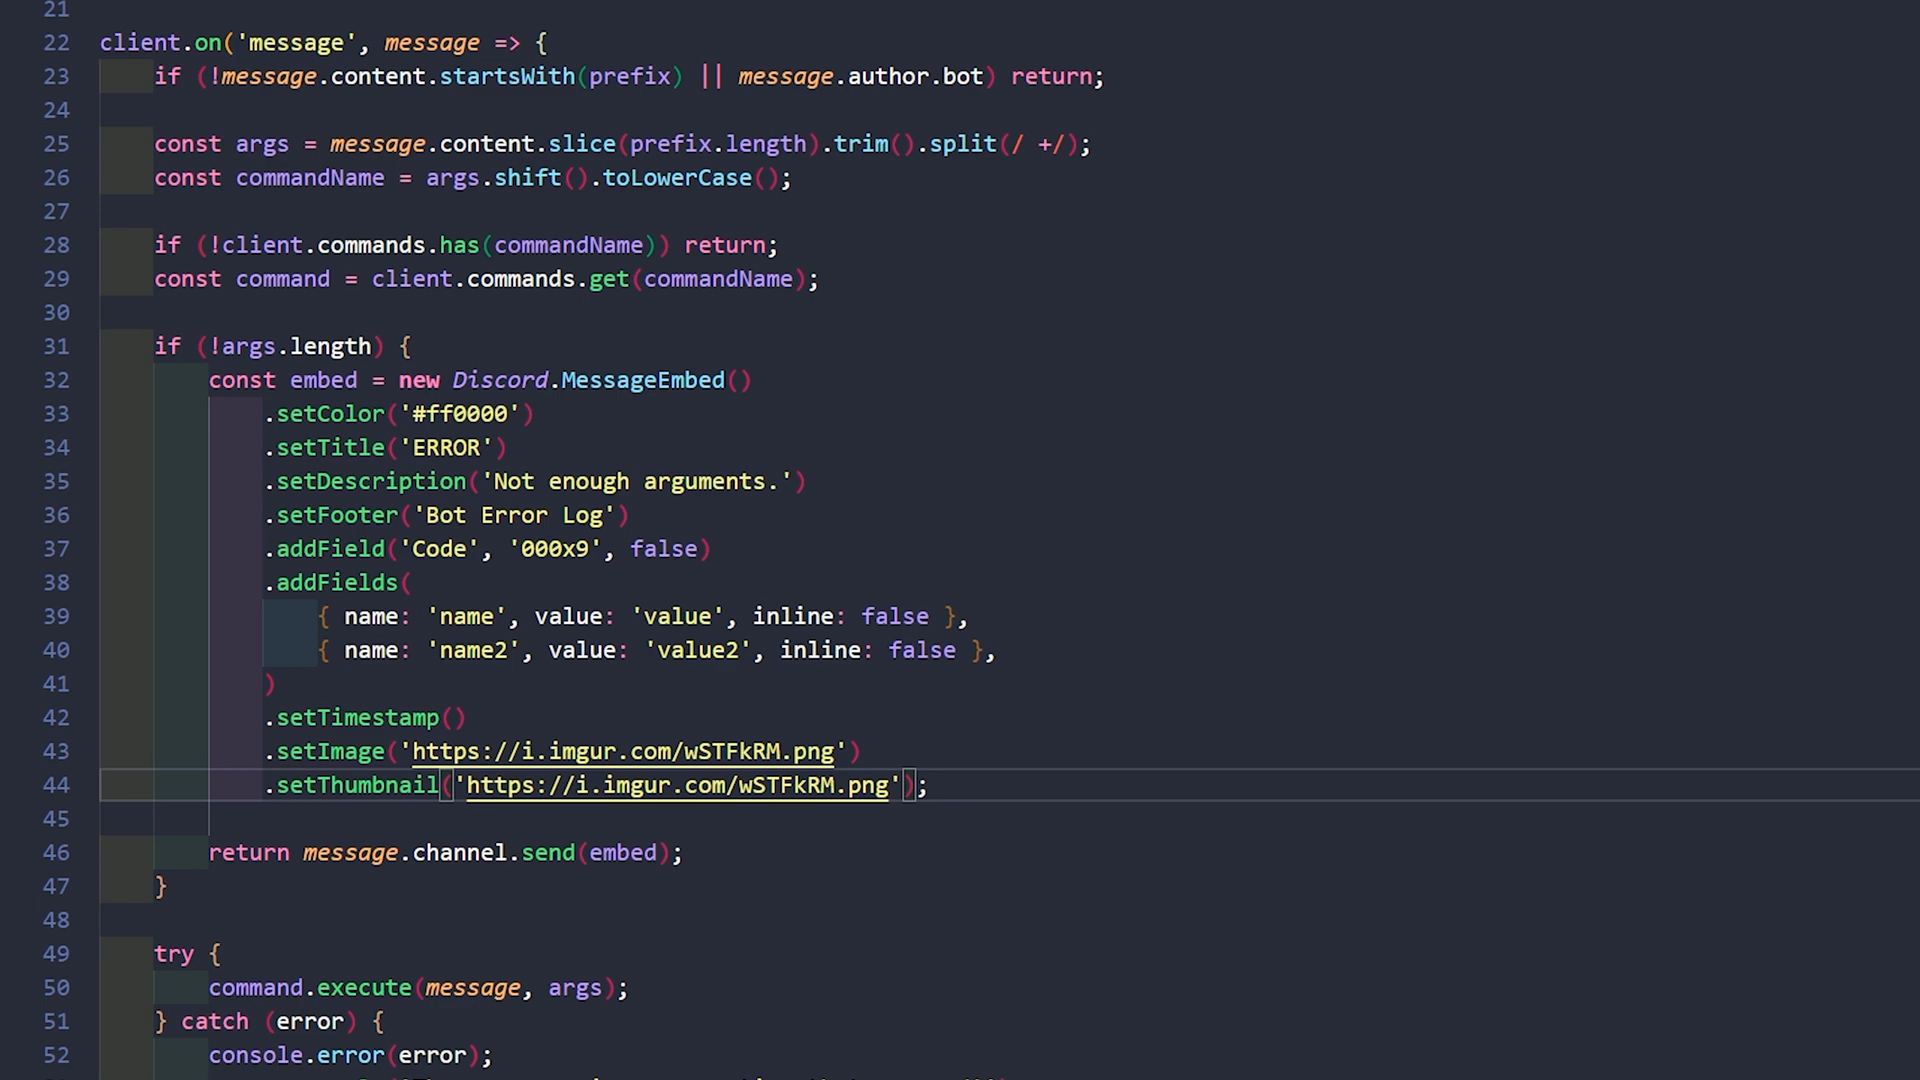 21
22 client.on('message', message => {
23 if (!message.content.startsWith(prefix) || message.author.bot) return;
24
25 const args = message.content.slice(prefix.length).trim().split(/ +/);
26 const commandName = args.shift().toLowerCase();
27
28 if (!client.commands.has(commandName)) return;
29 const command = client.commands.get(commandName);
30
31 if (!args.length) {
32 const embed = new Discord.MessageEmbed()
33 .setColor('#ff0000')
34 .setTitle('ERROR')
35 .setDescription('Not enough arguments.')
36 .setFooter('Bot Error Log')
37 .addField('Code', '000x9', false)
38 .addFields(
39 { name: 'name', value: 'value', inline: false },
40 { name: 'name2', value: 'value2', inline: false },
41 )
42 .setTimestamp()
43 .setImage('https://i.imgur.com/wSTFkRM.png')
44 .setThumbnail('https://i.imgur.com/wSTFkRM.png');
45
46 return message.channel.send(embed);
47 }
48
49 try {
50 command.execute(message, args);
51 } catch (error) {
52 console.error(error);